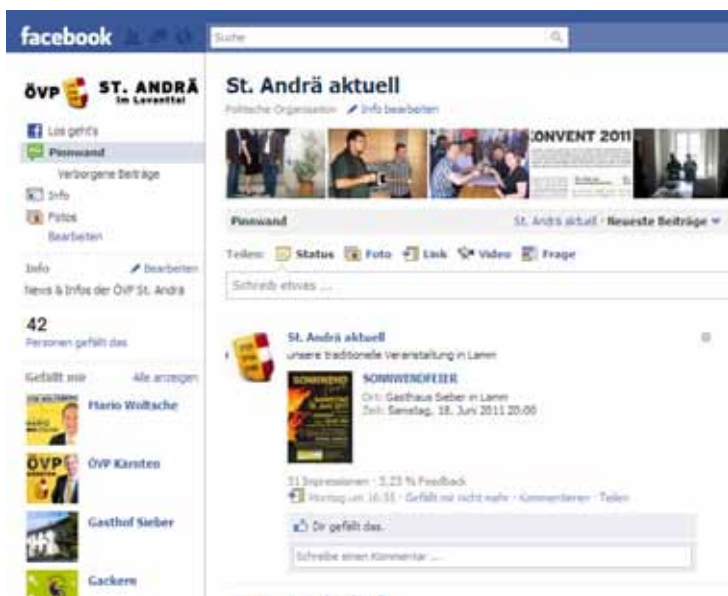 facebook
Suche
ÖVP ST. ANDRÄ
im Lavanttal
Los geht's
Pinnwand
Verborgene Beiträge
Info
Fotos
Bearbeiten
Info Bearbeiten
News & Infos der ÖVP St. Andrä
42
Personen gefällt das
Gefällt mir Alle anzeigen
Mario Woltsche
ÖVP Kärnten
Gasthof Sieber
Gackern
St. Andrä aktuell
Politische Organisation Info bearbeiten
KONVENT 2011
Pinnwand St. Andrä aktuell · Neueste Beiträge
Teilen: Status Foto Link Video Frage
Schreib etwas ...
St. Andrä aktuell
unsere traditionelle Veranstaltung in Lamm
SONNWEND
SONNWENDFEIER
Ort: Gasthaus Sieber in Lamm
Zeit: Samstag, 18. Juni 2011 20:00
31 Impressionen · 3,23 % Feedback
Montag um 16:35 · Gefällt mir nicht mehr · Kommentieren · Teilen
Dir gefällt das.
Schreibe einen Kommentar ...